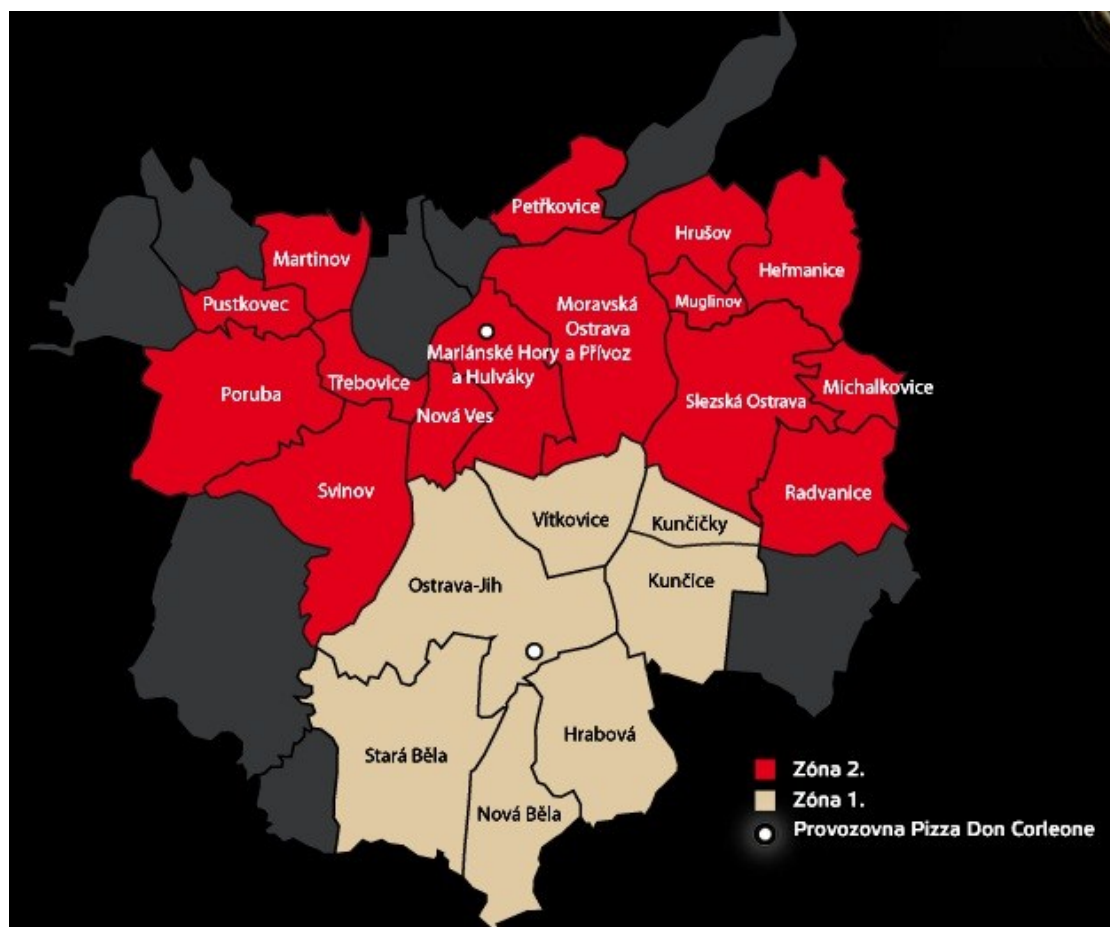 Petřkovice
Hrušov
Martinov
Heřmanice
Pustkovec
Muglinov
Moravská
Ostrava
a Přívoz
Mariánské Hory
a Hulváky
Třebovice
Poruba
Michalkovice
Slezská Ostrava
Nová Ves
Svinov
Radvanice
Vítkovice
Kunčičky
Ostrava-Jih
Kunčice
Hrabová
Stará Běla
Nová Běla
Zóna 2.
Zóna 1.
Provozovna Pizza Don Corleone